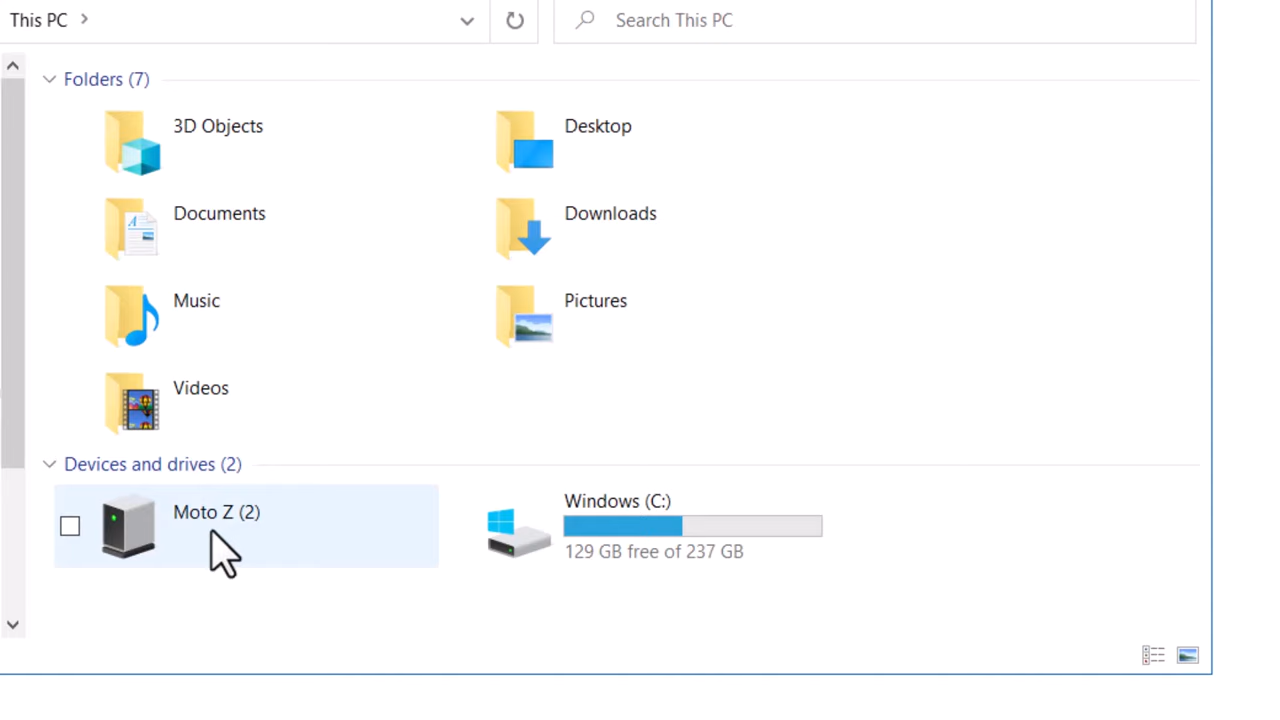 This PC
Search This PC
Folders (7)
3D Objects
Desktop
Documents
Downloads
Music
Pictures
Videos
Devices and drives (2)
Moto Z (2)
Windows (C:)
129 GB free of 237 GB